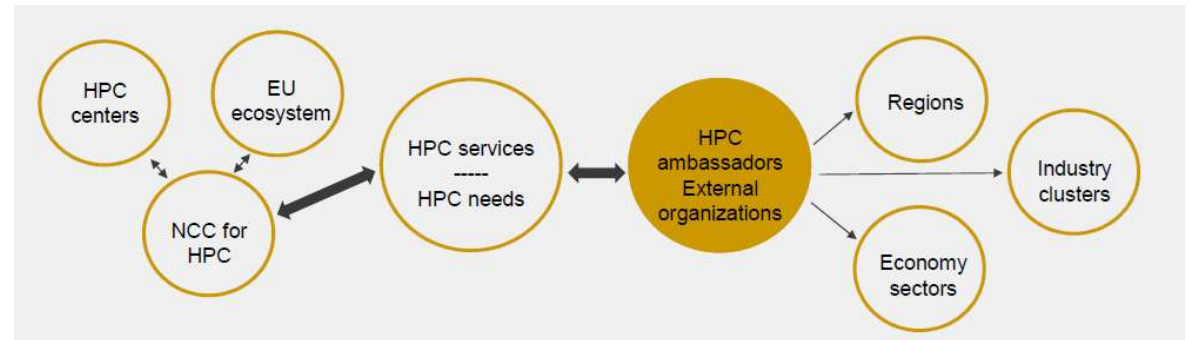 HPC
centers
EU
ecosystem
NCC for
HPC
HPC services
-----
HPC needs
HPC
ambassadors
External
organizations
Regions
Industry
clusters
Economy
sectors